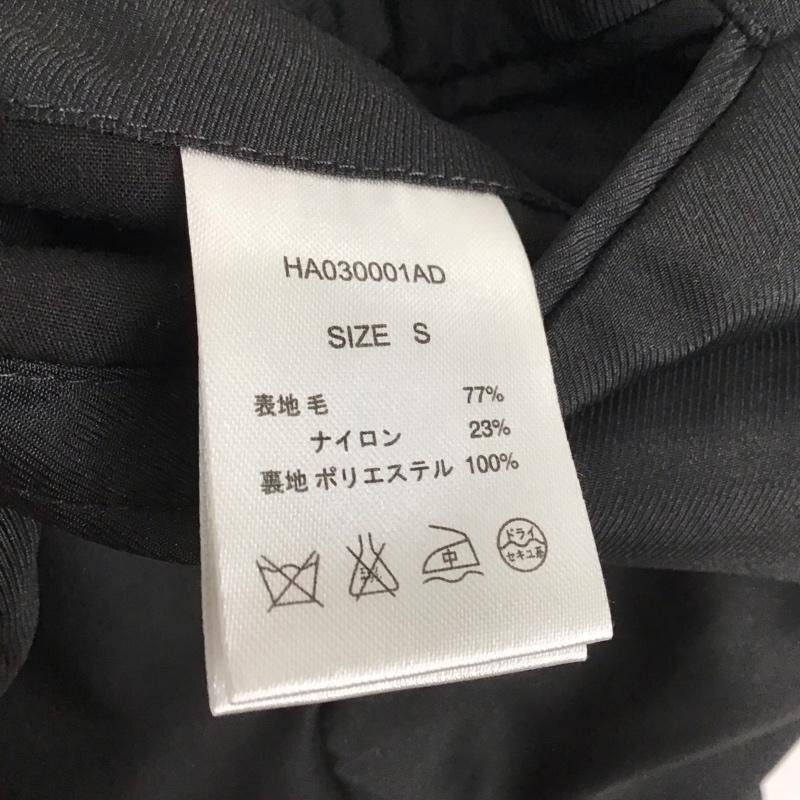 HA030001AD
SIZE S
表地 毛 77%
ナイロン 23%
裏地 ポリエステル 100%
中
ドライ
セキユ系